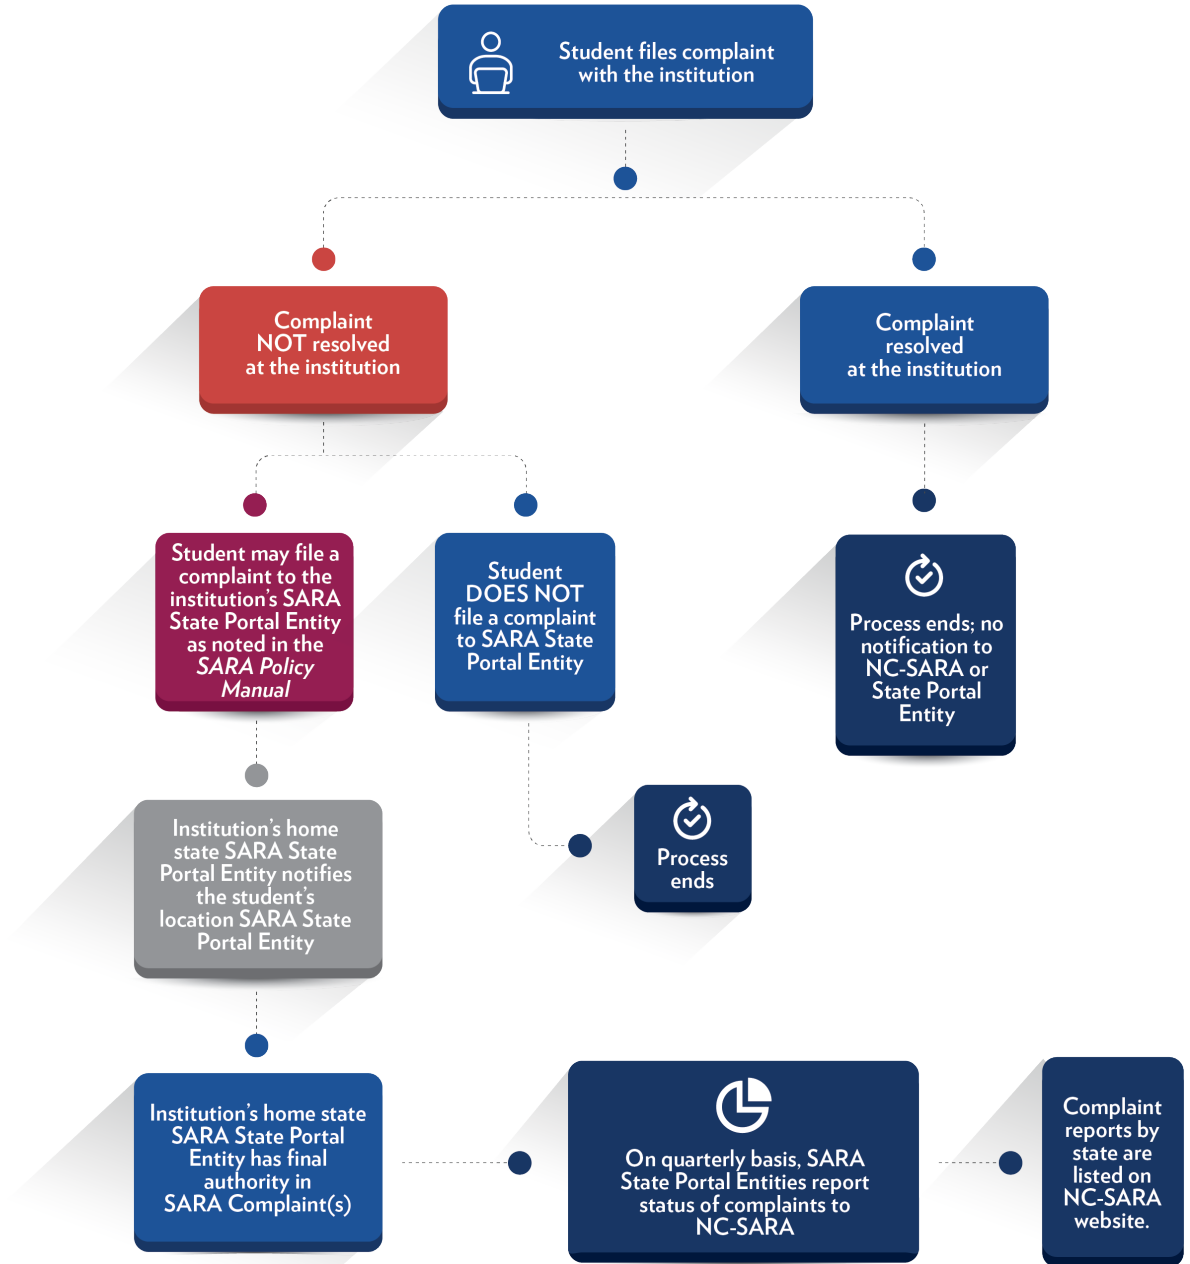 Student files complaint
with the institution
Complaint
NOT resolved
at the institution
Complaint
resolved
at the institution
Student may file a
complaint to the
institution's SARA
State Portal Entity
as noted in the
SARA Policy
Manual
Student
DOES NOT
file a complaint
to SARA State
Portal Entity
Process ends; no
notification to
NC-SARA or
State Portal
Entity
Institution's home
state SARA State
Portal Entity notifies
the student's
location SARA State
Portal Entity
Process
ends
Institution's home state
SARA State Portal
Entity has final
authority in
SARA Complaint(s)
On quarterly basis, SARA
State Portal Entities report
status of complaints to
NC-SARA
Complaint
reports by
state are
listed on
NC-SARA
website.